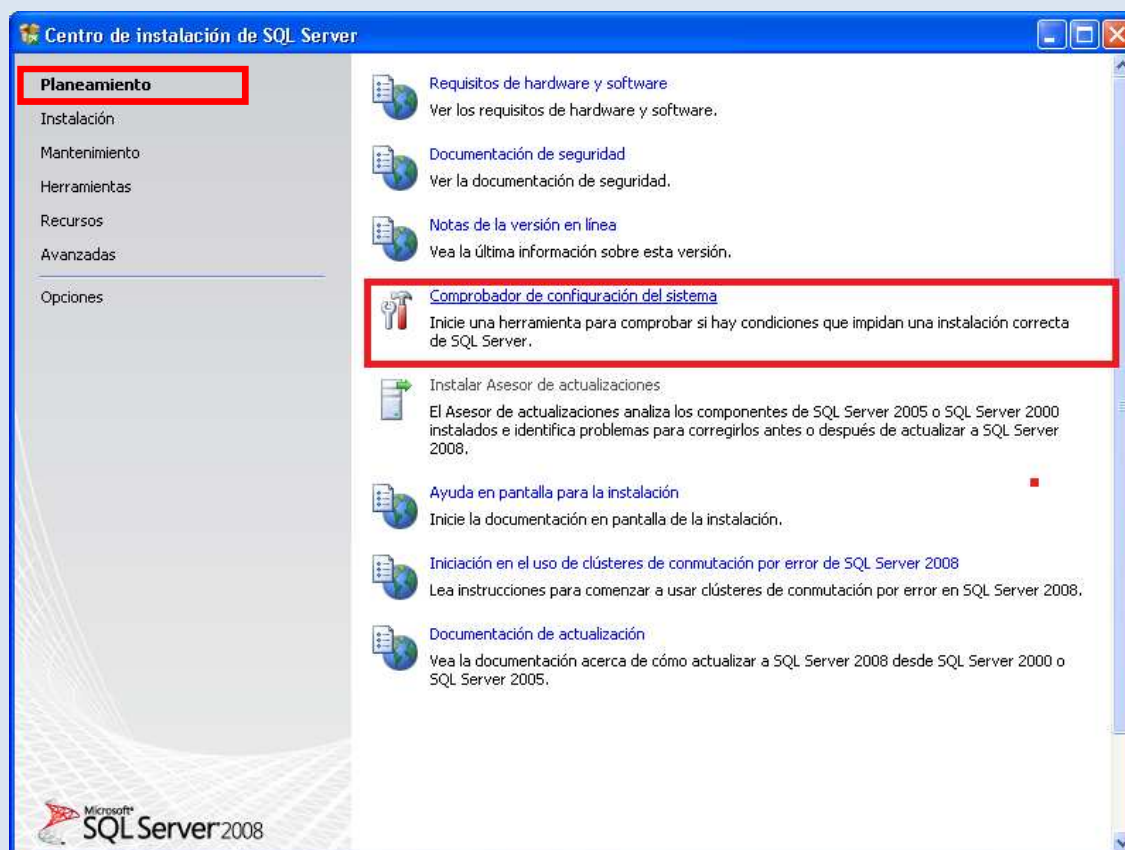 Centro de instalación de SQL Server
Planeamiento
Instalación
Mantenimiento
Herramientas
Recursos
Avanzadas
Opciones
Requisitos de hardware y software
Ver los requisitos de hardware y software.
Documentación de seguridad
Ver la documentación de seguridad.
Notas de la versión en línea
Vea la última información sobre esta versión.
Comprobador de configuración del sistema
Inicie una herramienta para comprobar si hay condiciones que impidan una instalación correcta
de SQL Server.
Instalar Asesor de actualizaciones
El Asesor de actualizaciones analiza los componentes de SQL Server 2005 o SQL Server 2000
instalados e identifica problemas para corregirlos antes o después de actualizar a SQL Server
2008.
Ayuda en pantalla para la instalación
Inicie la documentación en pantalla de la instalación.
Iniciación en el uso de clústeres de conmutación por error de SQL Server 2008
Lea instrucciones para comenzar a usar clústeres de conmutación por error en SQL Server 2008.
Documentación de actualización
Vea la documentación acerca de cómo actualizar a SQL Server 2008 desde SQL Server 2000 o
SQL Server 2005.
Microsoft
SQL Server 2008